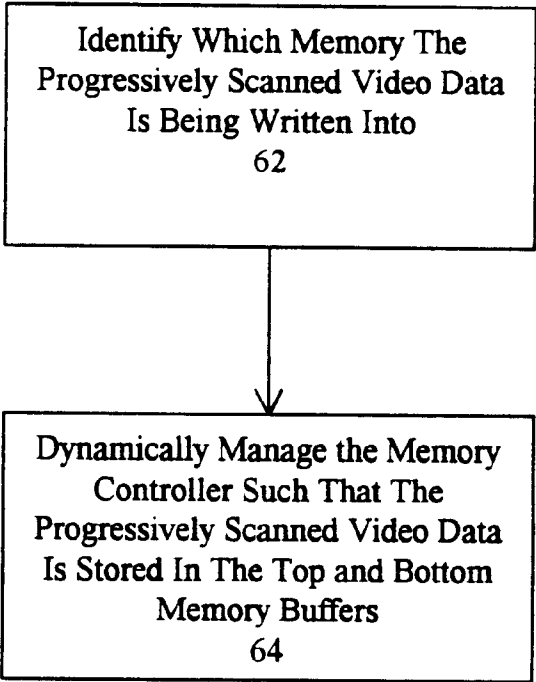 Identify Which Memory The
Progressively Scanned Video Data
Is Being Written Into
62
Dynamically Manage the Memory
Controller Such That The
Progressively Scanned Video Data
Is Stored In The Top and Bottom
Memory Buffers
64